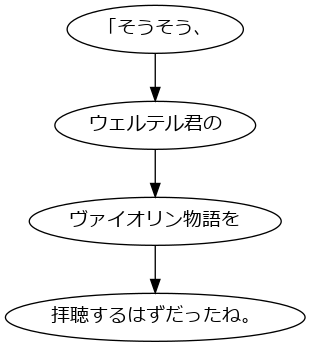 「そうそう、
ウェルテル君の
ヴァイオリン物語を
拝聴するはずだったね。